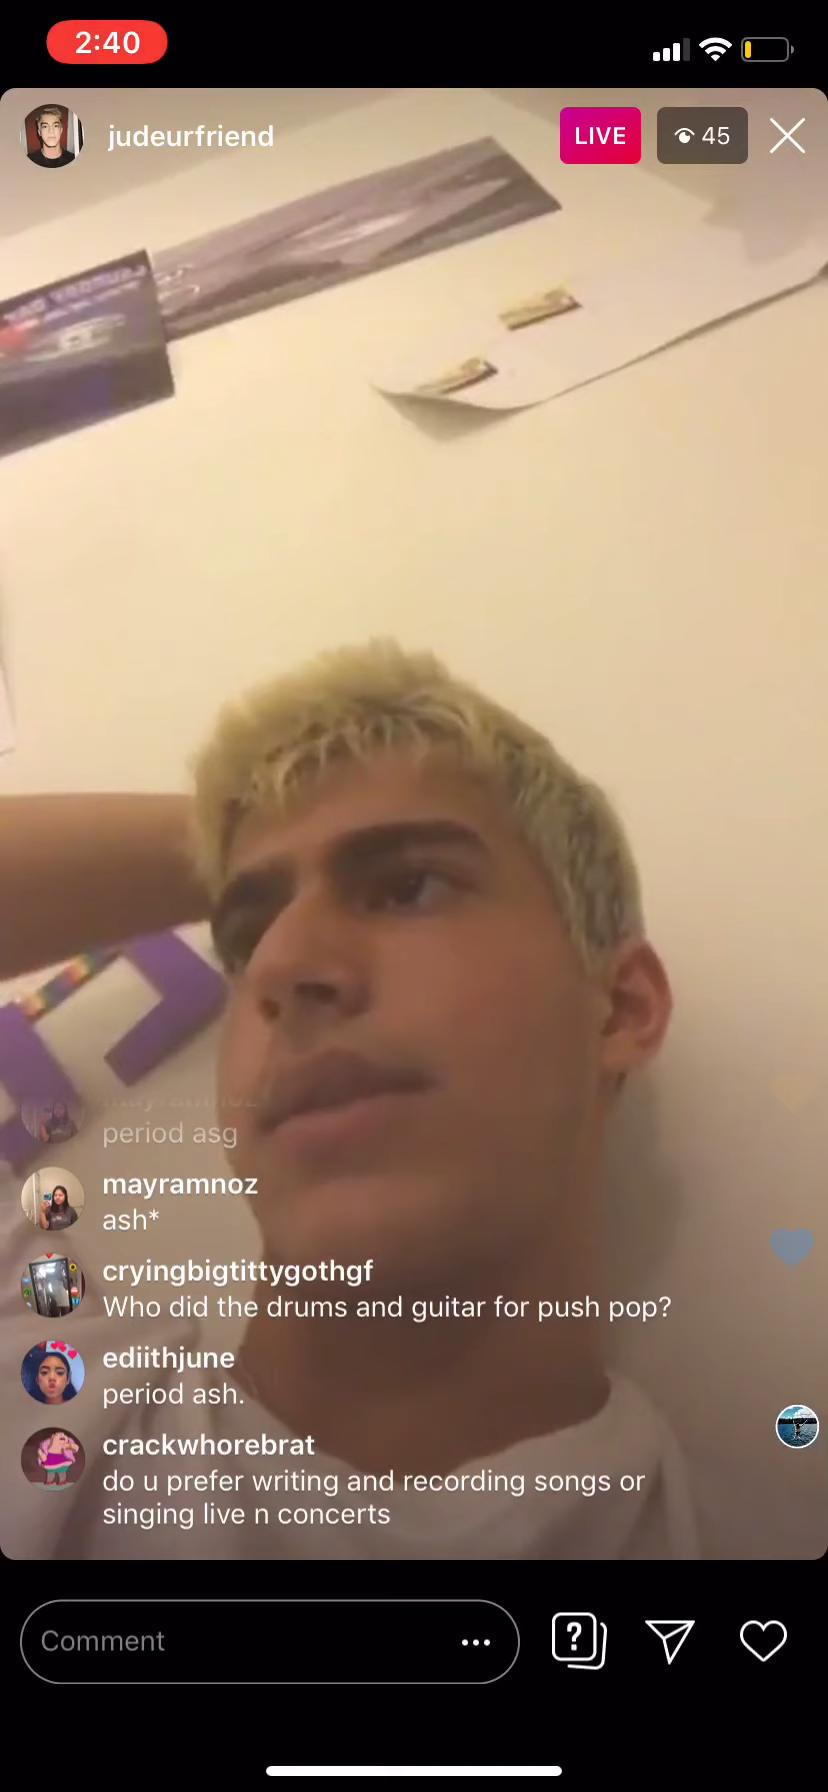 2:40
judeurfriend
LIVE
45
period asg
mayramnoz
ash*
cryingbigtittygothgf
Who did the drums and guitar for push pop?
ediithjune
period ash.
crackwhorebrat
do u prefer writing and recording songs or
singing live n concerts
Comment